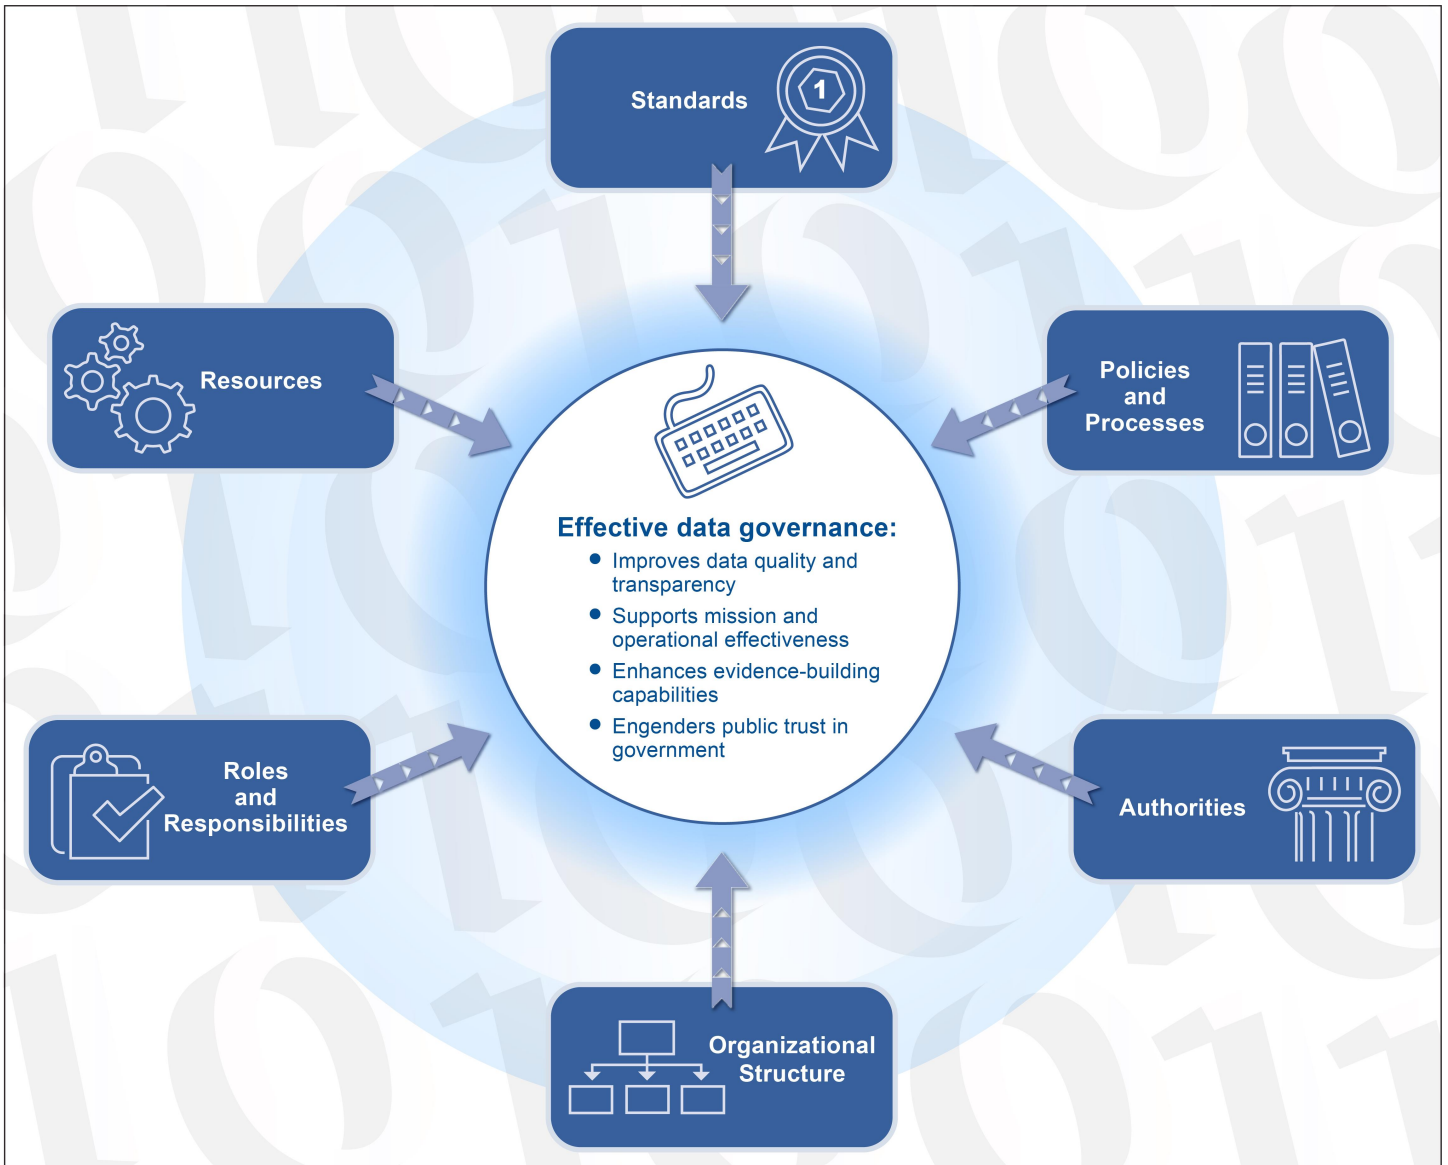 Standards
1
Resources
Policies
and
Processes
Effective data governance:
● Improves data quality and
transparency
● Supports mission and
operational effectiveness
● Enhances evidence-building
capabilities
● Engenders public trust in
government
Roles
and
Responsibilities
Authorities
Organizational
Structure